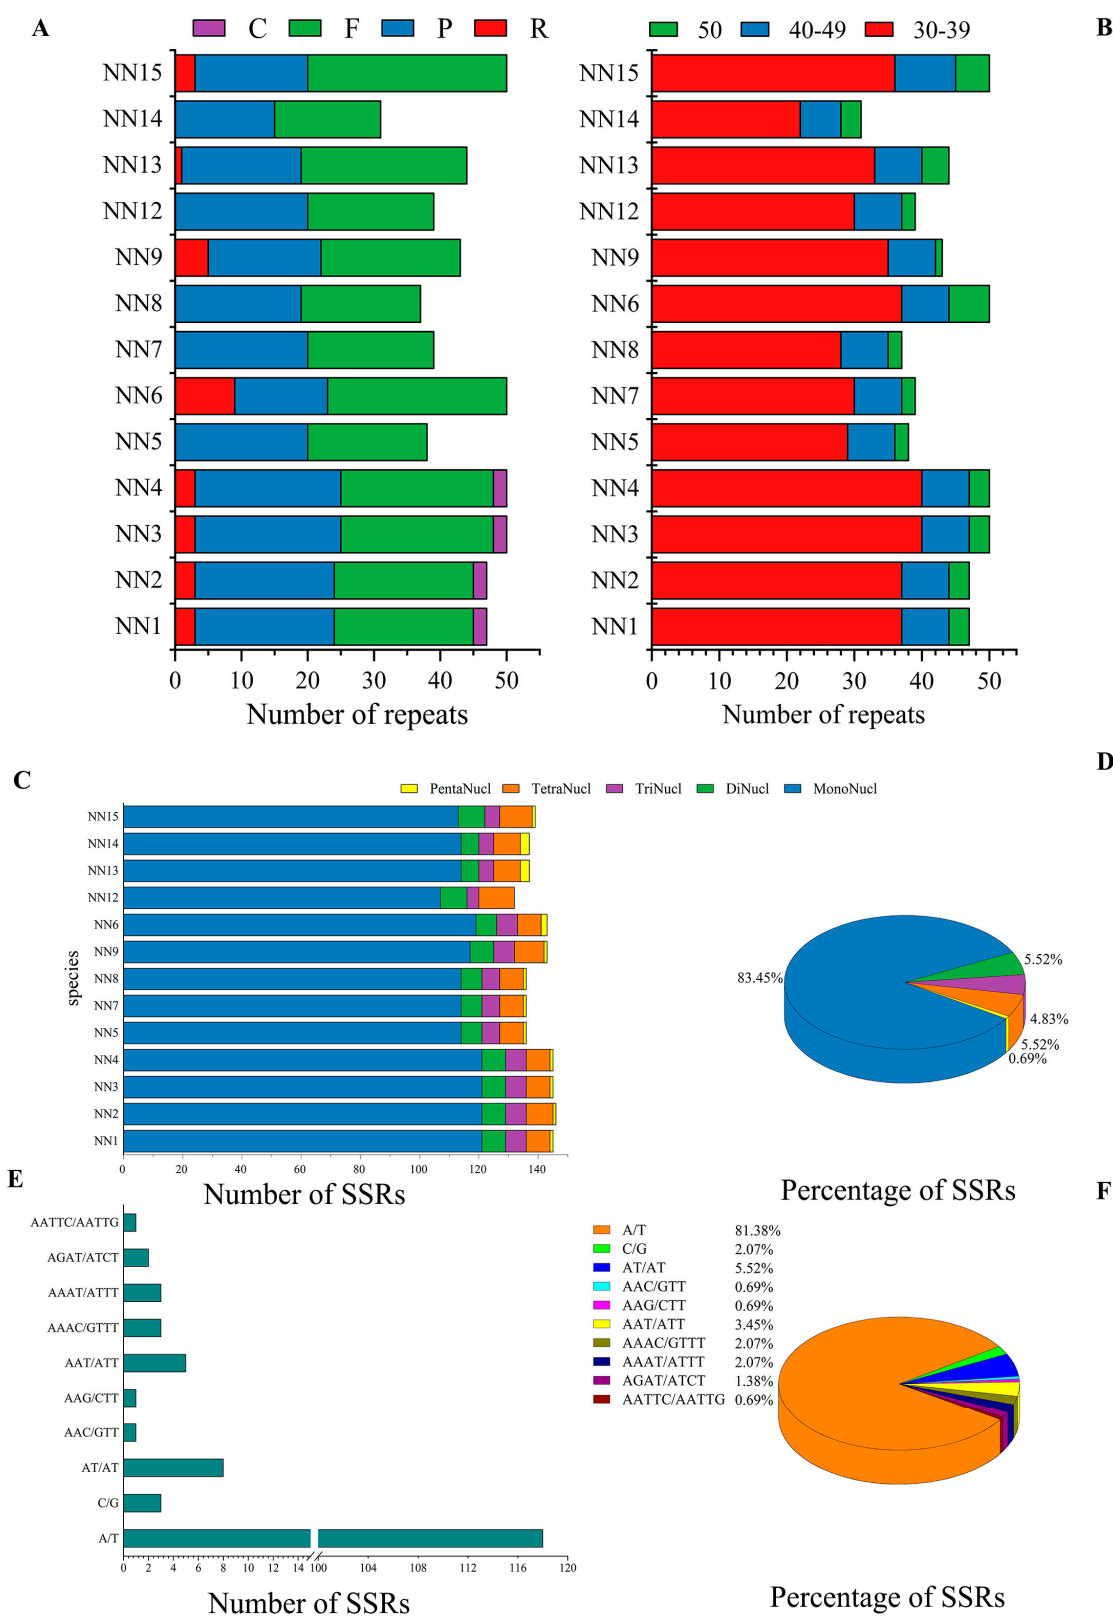 A
C F P R
NN15
NN14
NN13
NN12
NN9
NN8
NN7
NN6
NN5
NN4
NN3
NN2
NN1
0 10 20 30 40 50
Number of repeats
B
50 40-49 30-39
NN15
NN14
NN13
NN12
NN9
NN6
NN8
NN7
NN5
NN4
NN3
NN2
NN1
0 10 20 30 40 50
Number of repeats
C
PentaNucl TetraNucl TriNucl DiNucl MonoNucl
species
NN15
NN14
NN13
NN12
NN6
NN9
NN8
NN7
NN5
NN4
NN3
NN2
NN1
0 20 40 60 80 100 120 140
Number of SSRs
D
83.45%
5.52%
4.83%
5.52%
0.69%
Percentage of SSRs
E
AATTC/AATTG
AGAT/ATCT
AAAT/ATTT
AAAC/GTTT
AAT/ATT
AAG/CTT
AAC/GTT
AT/AT
C/G
A/T
0 2 4 6 8 10 12 14 100 104 108 112 116 120
Number of SSRs
F
A/T 81.38%
C/G 2.07%
AT/AT 5.52%
AAC/GTT 0.69%
AAG/CTT 0.69%
AAT/ATT 3.45%
AAAC/GTTT 2.07%
AAAT/ATTT 2.07%
AGAT/ATCT 1.38%
AATTC/AATTG 0.69%
Percentage of SSRs